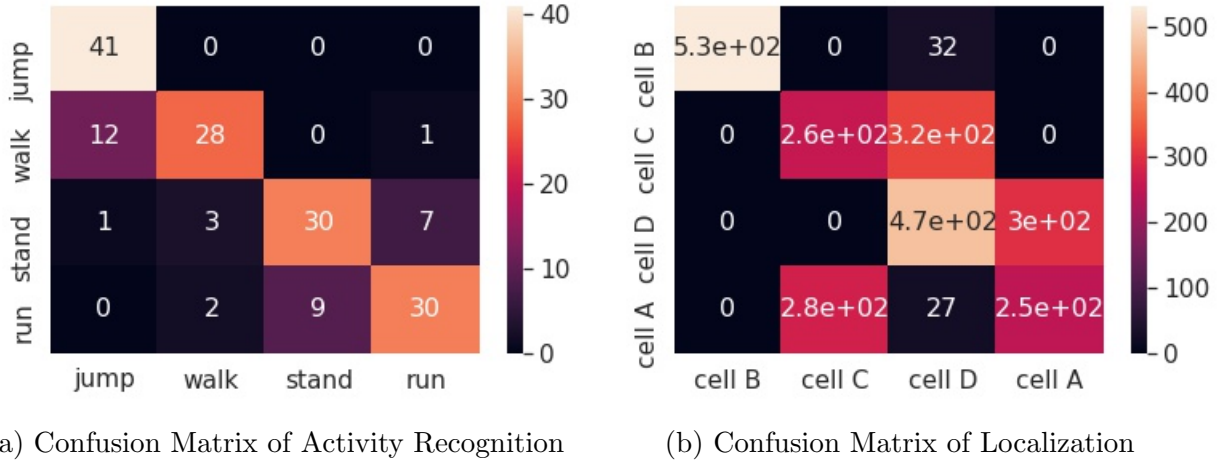 jump 41 0 0 0 40
walk 12 28 0 1 30
20
stand 1 3 30 7 10
run 0 2 9 30 0
jump walk stand run
cell B 5.3e+02 0 32 0 500
cell C 0 2.6e+02 3.2e+02 0 400
300
cell D 0 0 4.7e+02 3e+02 200
cell A 0 2.8e+02 27 2.5e+02 100
0
cell B cell C cell D cell A
a) Confusion Matrix of Activity Recognition
(b) Confusion Matrix of Localization